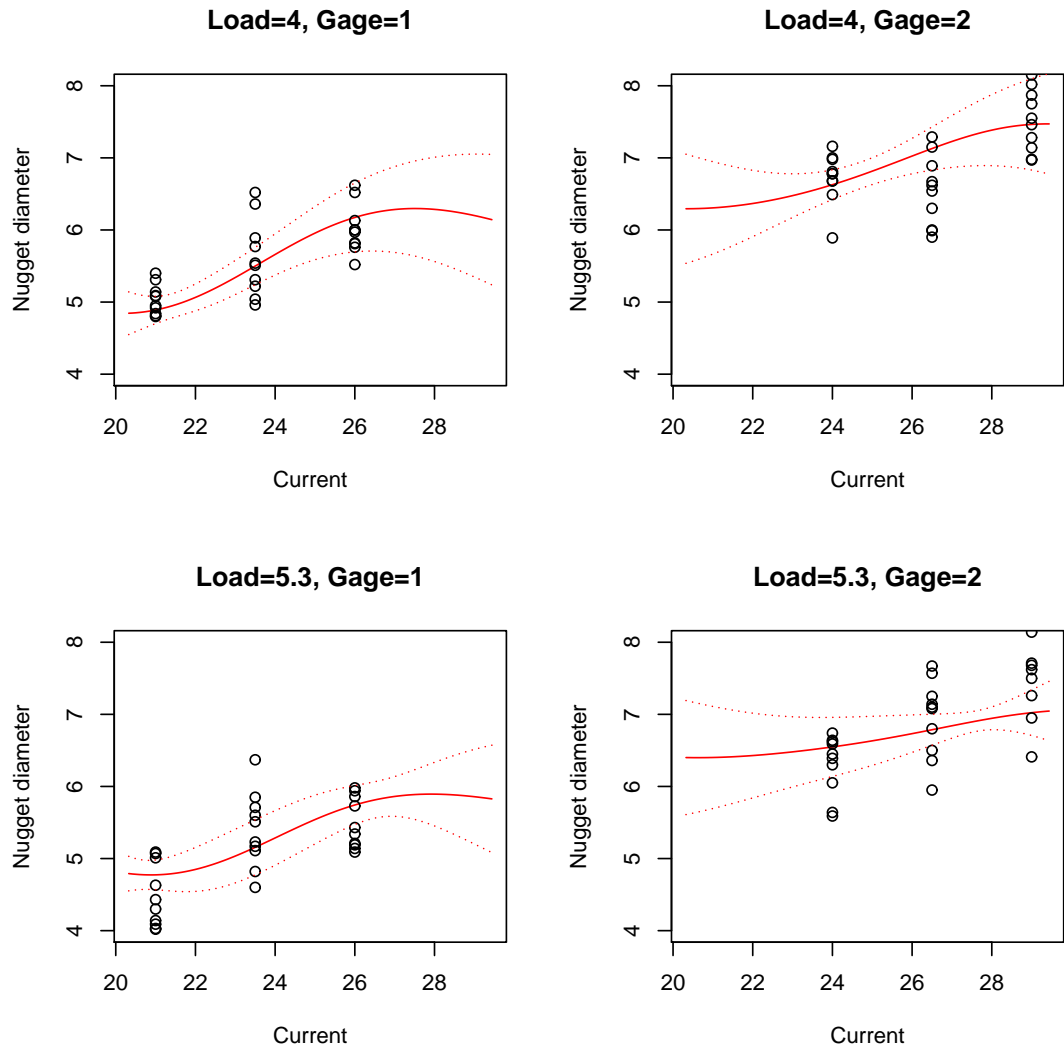 Load=4, Gage=1
Nugget diameter
8
7
6
5
4
20 22 24 26 28
Current
Load=4, Gage=2
Nugget diameter
8
7
6
5
4
20 22 24 26 28
Current
Load=5.3, Gage=1
Nugget diameter
8
7
6
5
4
20 22 24 26 28
Current
Load=5.3, Gage=2
Nugget diameter
8
7
6
5
4
20 22 24 26 28
Current